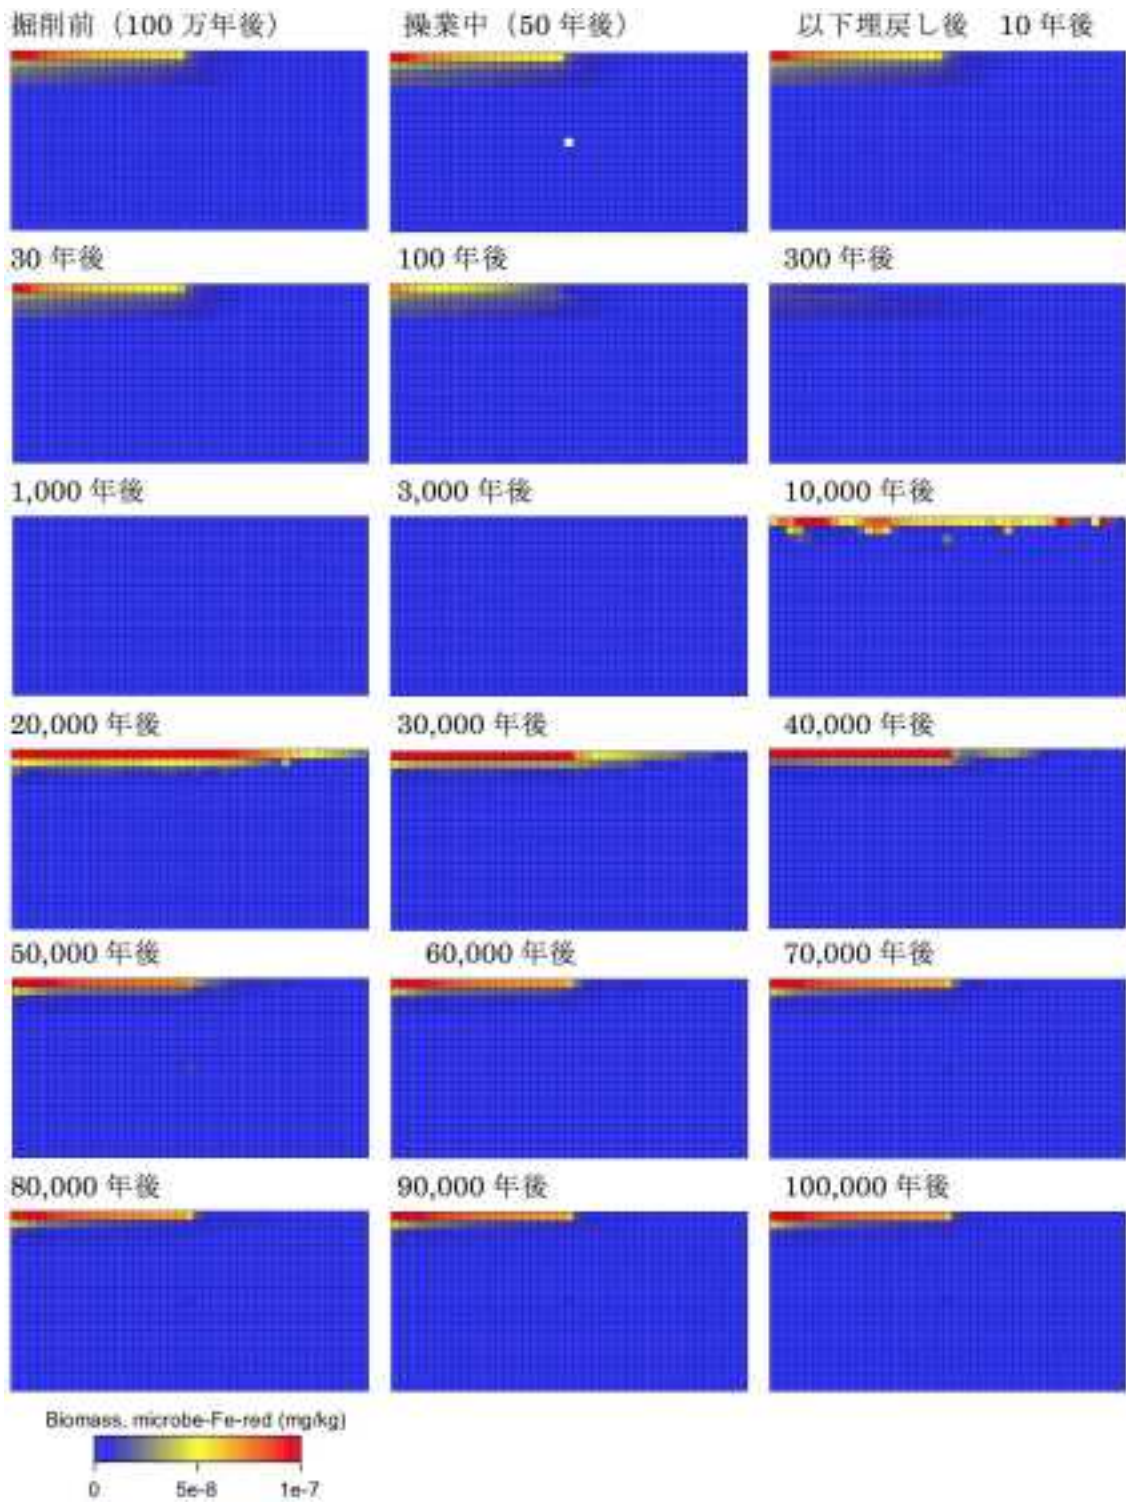 掘削前（100 万年後）
操業中（50 年後）
以下埋戻し後　10 年後
30 年後
100 年後
300 年後
1,000 年後
3,000 年後
10,000 年後
20,000 年後
30,000 年後
40,000 年後
50,000 年後
60,000 年後
70,000 年後
80,000 年後
90,000 年後
100,000 年後
Biomass, microbe-Fe-red (mg/kg)
0
5e-8
1e-7